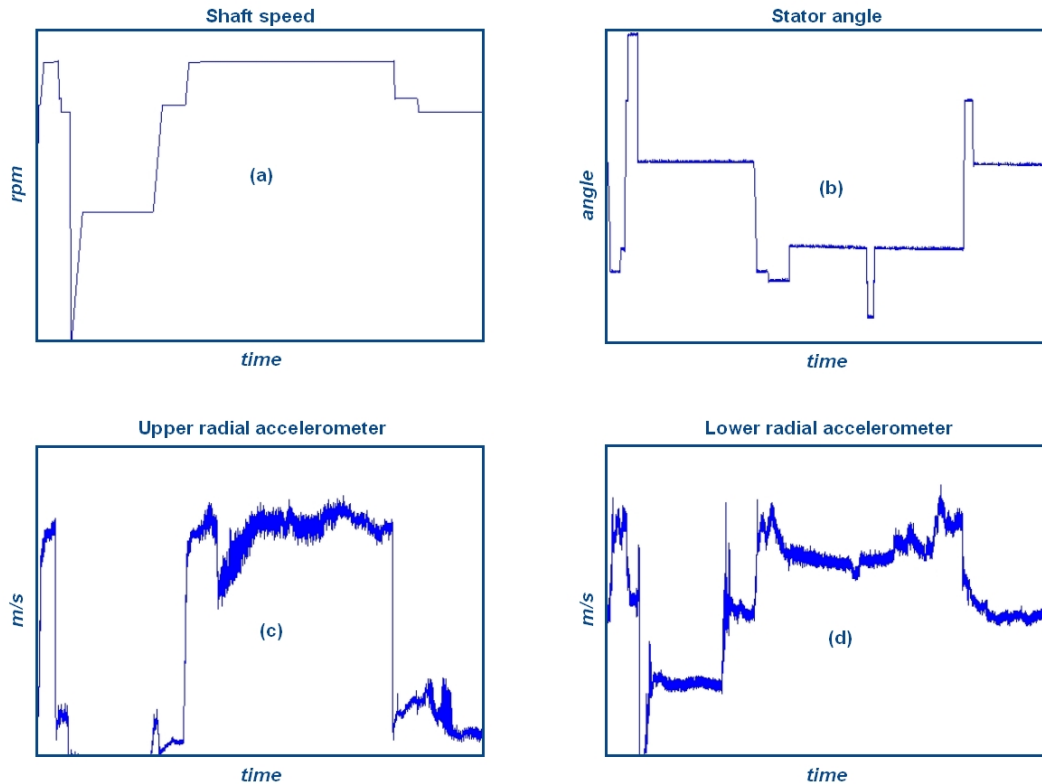 Shaft speed
Stator angle
rpm
(a)
time
angle
(b)
time
Upper radial accelerometer
Lower radial accelerometer
m/s
(c)
time
m/s
(d)
time